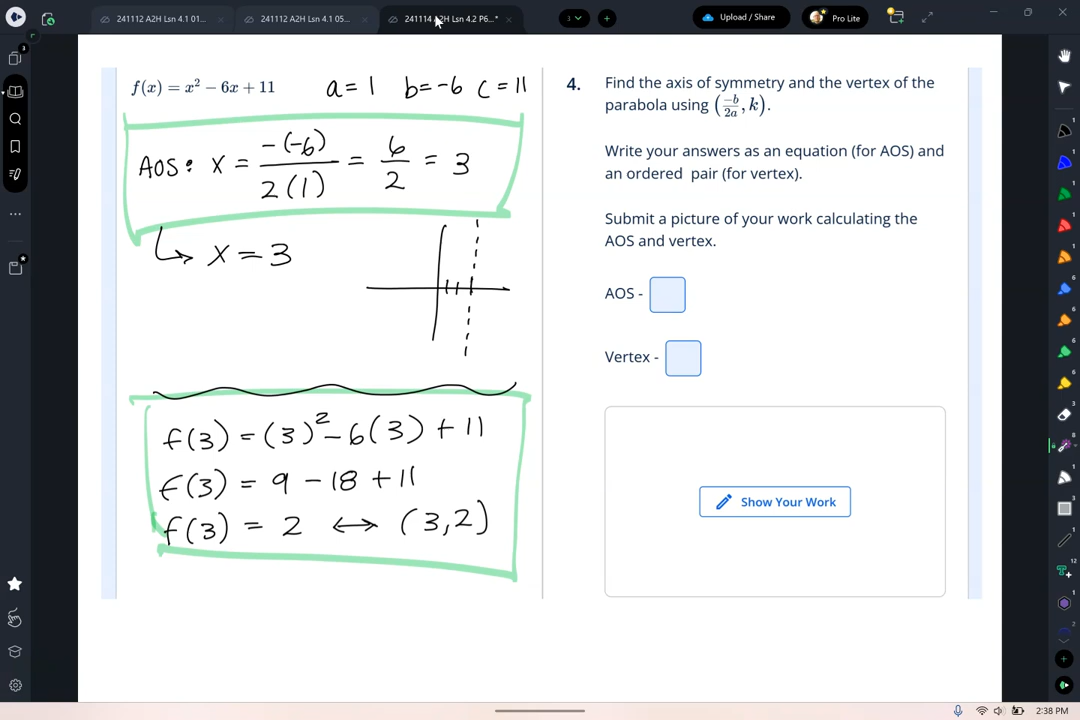 241112 A2H Lsn 4.1 01...
241112 A2H Lsn 4.1 05...
241114 A2H Lsn 4.2 P6...*
3
Upload / Share
Pro Lite
f(x) = x² − 6x + 11
a = 1 b = -6 c = 11
AOS: x = -(-6) / 2(1) = 6/2 = 3
↳ x = 3
f(3) = (3)² - 6(3) + 11
f(3) = 9 - 18 + 11
f(3) = 2 ↔ (3,2)
4. Find the axis of symmetry and the vertex of the
parabola using (−b/2a, k).
Write your answers as an equation (for AOS) and
an ordered pair (for vertex).
Submit a picture of your work calculating the
AOS and vertex.
AOS -
Vertex -
Show Your Work
2:38 PM